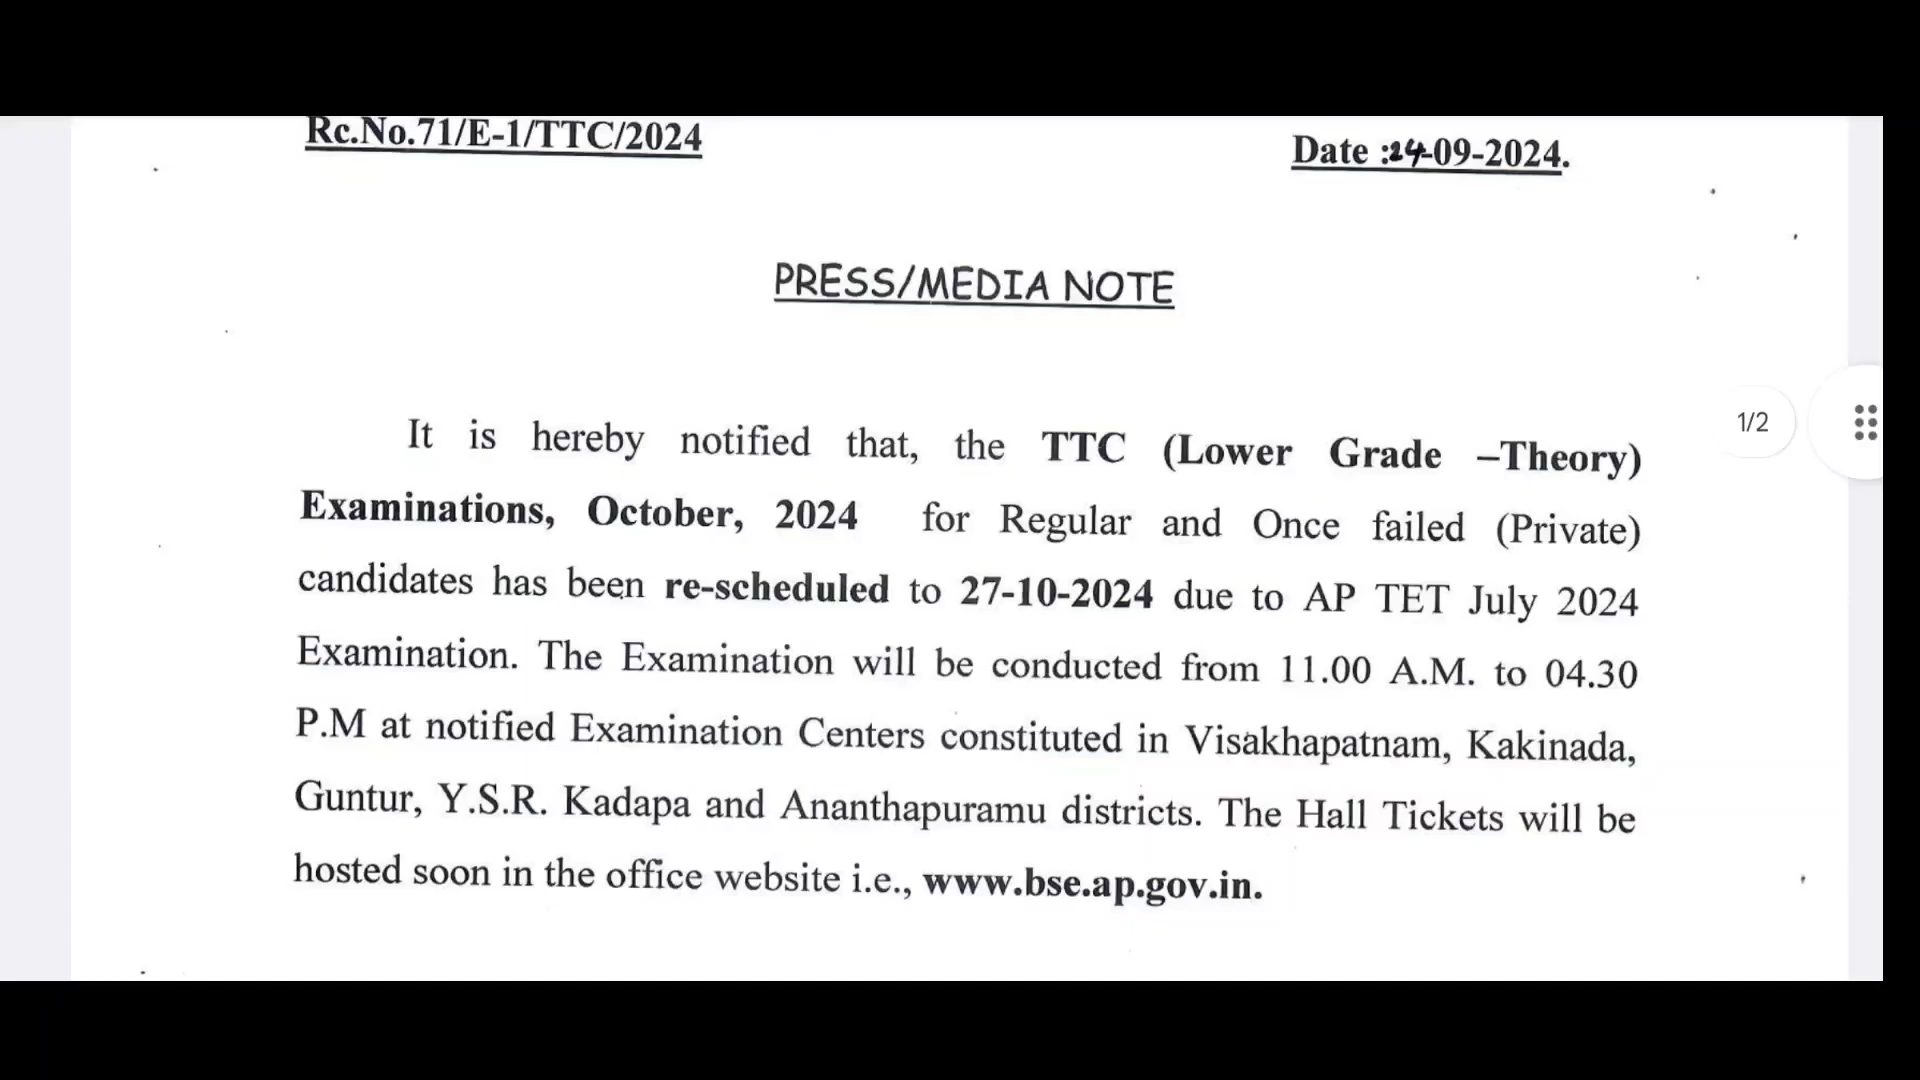 Rc.No.71/E-1/TTC/2024
Date :24-09-2024.
PRESS/MEDIA NOTE
It is hereby notified that, the TTC (Lower Grade –Theory)
Examinations, October, 2024 for Regular and Once failed (Private)
candidates has been re-scheduled to 27-10-2024 due to AP TET July 2024
Examination. The Examination will be conducted from 11.00 A.M. to 04.30
P.M at notified Examination Centers constituted in Visakhapatnam, Kakinada,
Guntur, Y.S.R. Kadapa and Ananthapuramu districts. The Hall Tickets will be
hosted soon in the office website i.e., www.bse.ap.gov.in.
1/2